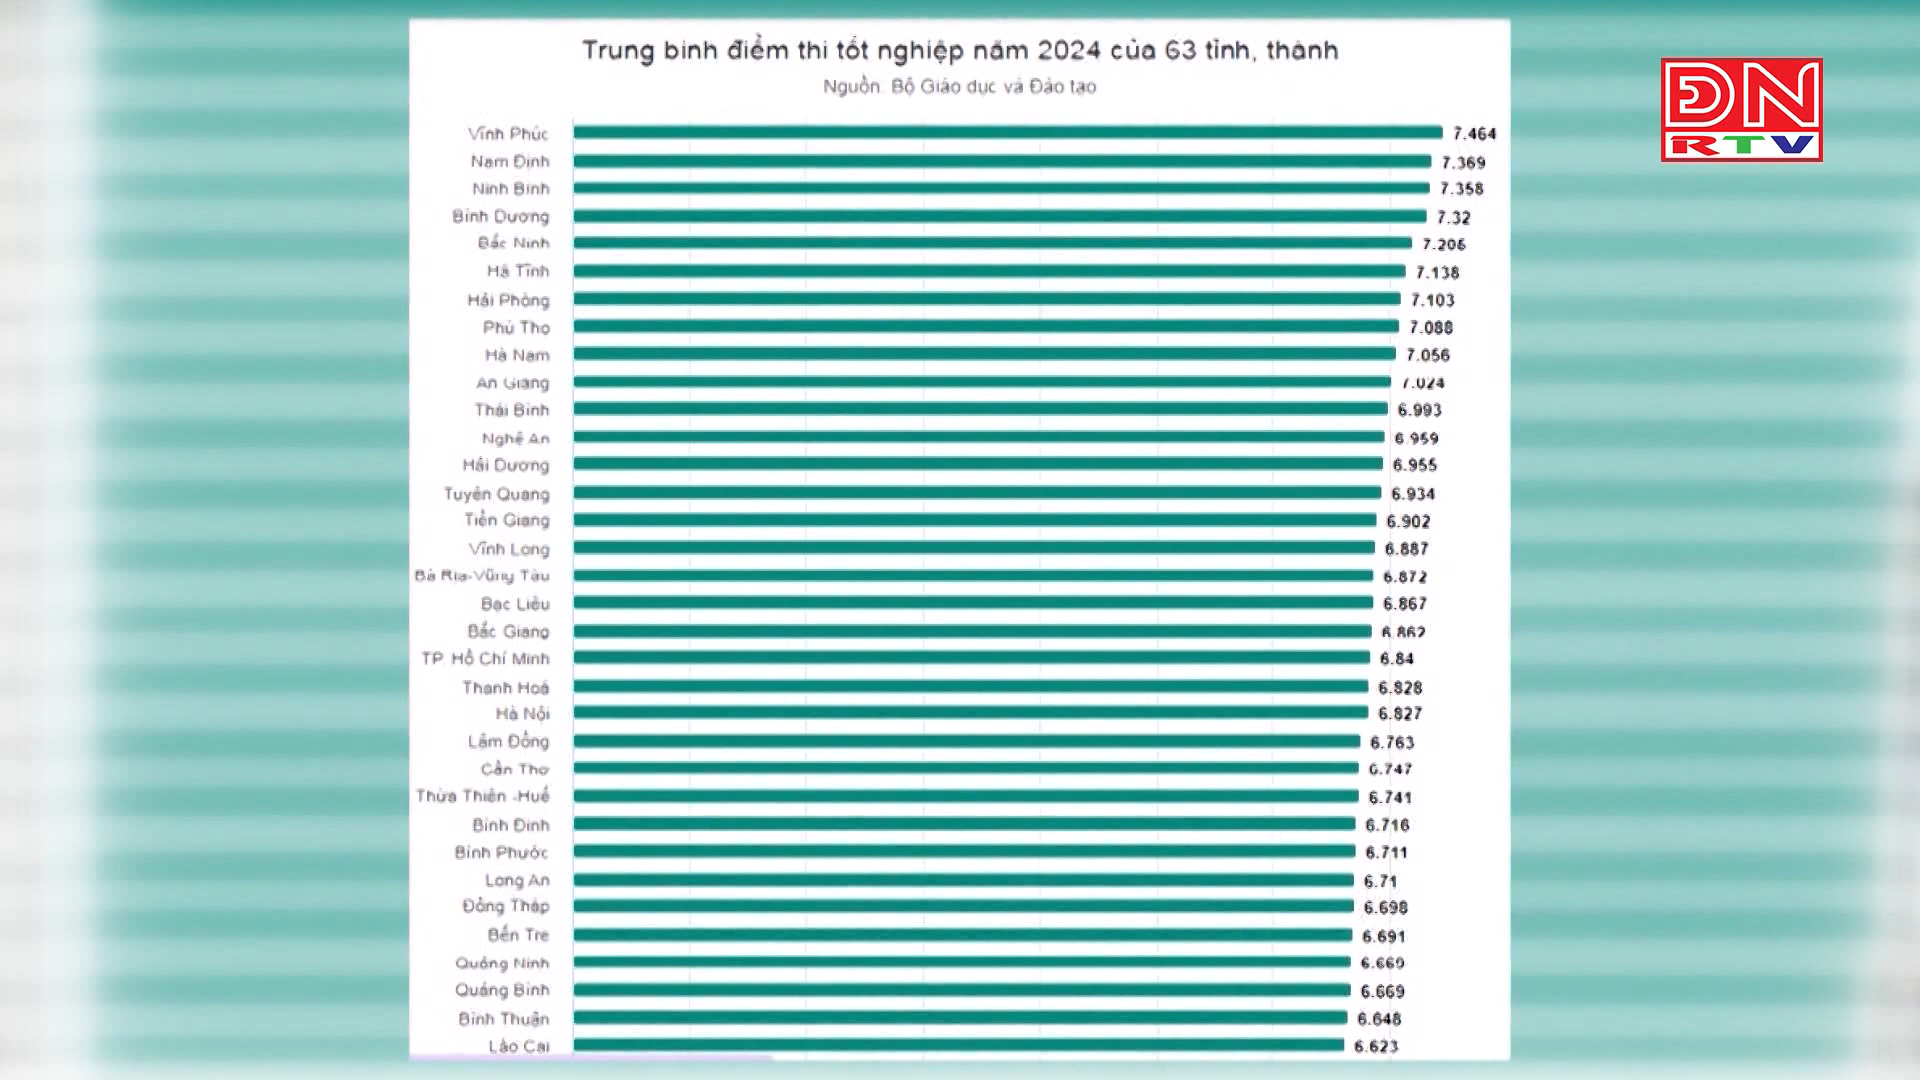 Trung bình điểm thi tốt nghiệp năm 2024 của 63 tỉnh, thành
Nguồn: Bộ Giáo dục và Đào tạo
ĐN
RTV
Vĩnh Phúc 7.464
Nam Định 7.369
Ninh Bình 7.358
Bình Dương 7.32
Bắc Ninh 7.206
Hà Tĩnh 7.138
Hải Phòng 7.103
Phú Thọ 7.088
Hà Nam 7.056
An Giang 7.024
Thái Bình 6.993
Nghệ An 6.959
Hải Dương 6.955
Tuyên Quang 6.934
Tiền Giang 6.902
Vĩnh Long 6.887
Bà Rịa-Vũng Tàu 6.872
Bạc Liêu 6.867
Bắc Giang 6.862
TP. Hồ Chí Minh 6.84
Thanh Hoá 6.828
Hà Nội 6.827
Lâm Đồng 6.763
Cần Thơ 6.747
Thừa Thiên -Huế 6.741
Bình Định 6.716
Bình Phước 6.711
Long An 6.71
Đồng Tháp 6.698
Bến Tre 6.691
Quảng Ninh 6.669
Quảng Bình 6.669
Bình Thuận 6.648
Lào Cai 6.623